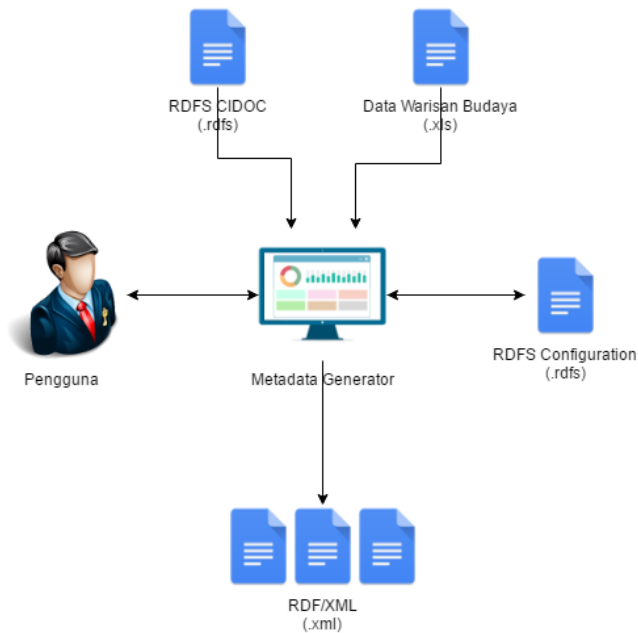 RDFS CIDOC
(.rdfs)
Data Warisan Budaya
(.xls)
Pengguna
Metadata Generator
RDFS Configuration
(.rdfs)
RDF/XML
(.xml)